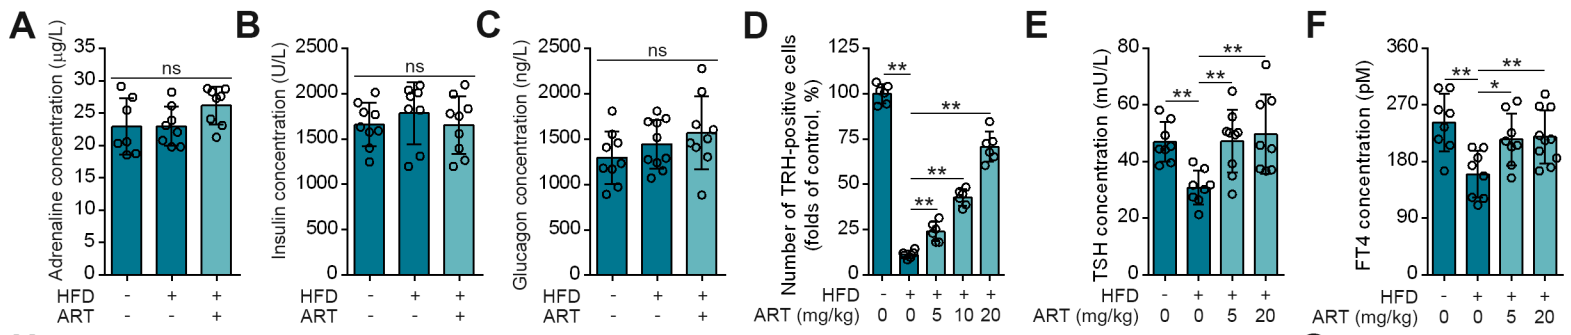 A
Adrenaline concentration (μg/L)
35
30
25
20
15
10
5
0
ns
HFD - + +
ART - - +
B
Insulin concentration (U/L)
2500
2000
1500
1000
500
0
ns
HFD - + +
ART - - +
C
Glucagon concentration (ng/L)
2500
2000
1500
1000
500
0
ns
HFD - + +
ART - - +
D
Number of TRH-positive cells
(folds of control, %)
125
100
75
50
25
0
**
**
**
**
HFD - + + + +
ART (mg/kg) 0 0 5 10 20
E
TSH concentration (mU/L)
80
60
40
20
0
**
**
**
HFD - + + +
ART (mg/kg) 0 0 5 20
F
FT4 concentration (pM)
360
270
180
90
0
**
*
**
HFD - + + +
ART (mg/kg) 0 0 5 20